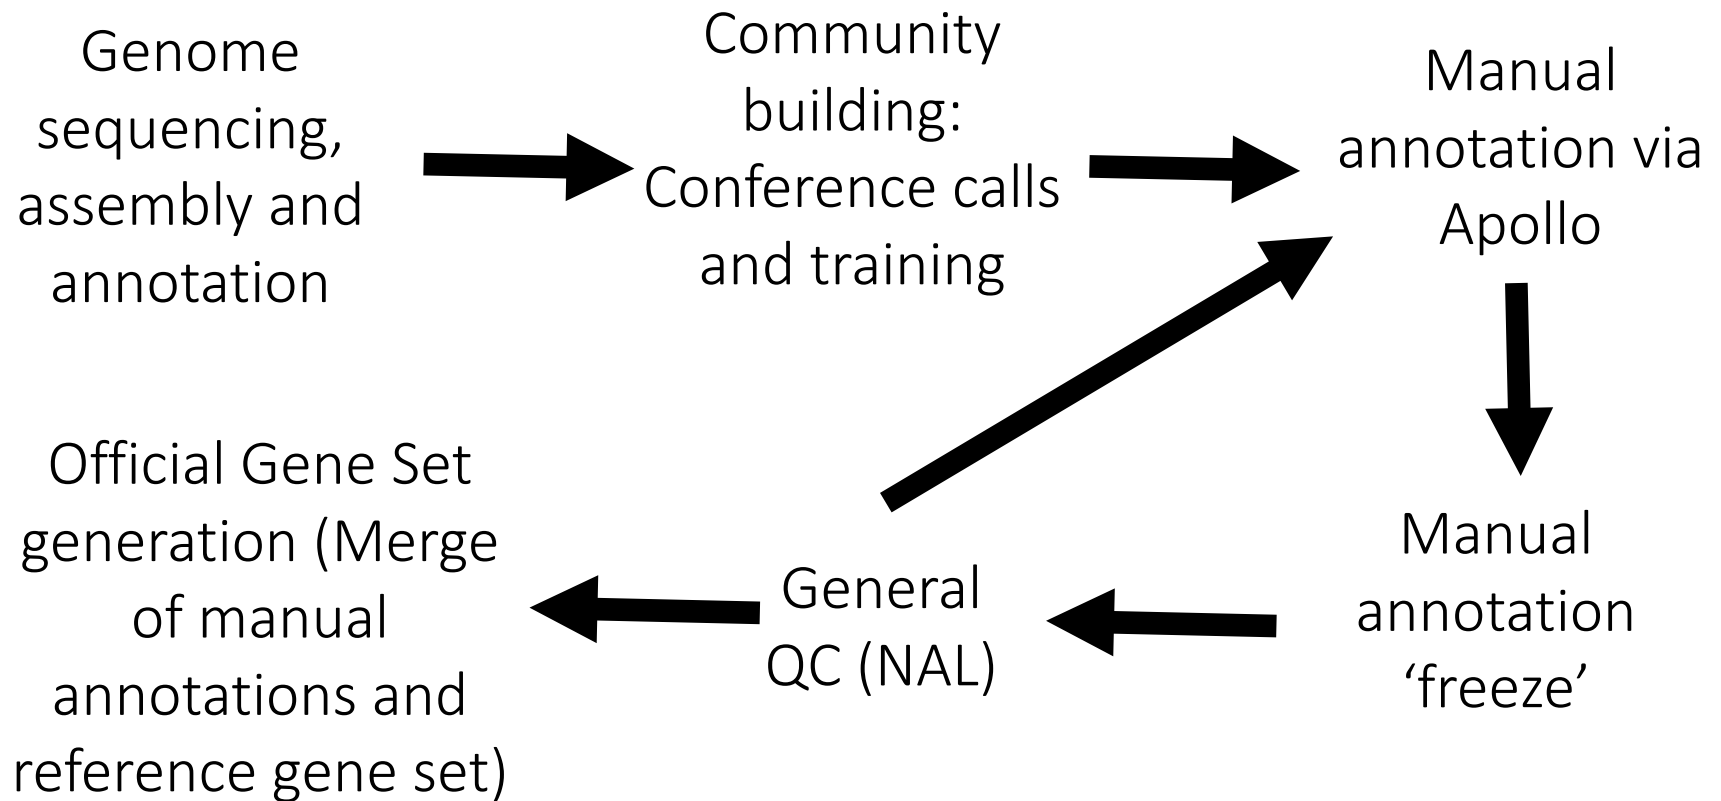 Genome
sequencing,
assembly and
annotation
Community
building:
Conference calls
and training
Manual
annotation via
Apollo
Manual
annotation
‘freeze’
General
QC (NAL)
Official Gene Set
generation (Merge
of manual
annotations and
reference gene set)